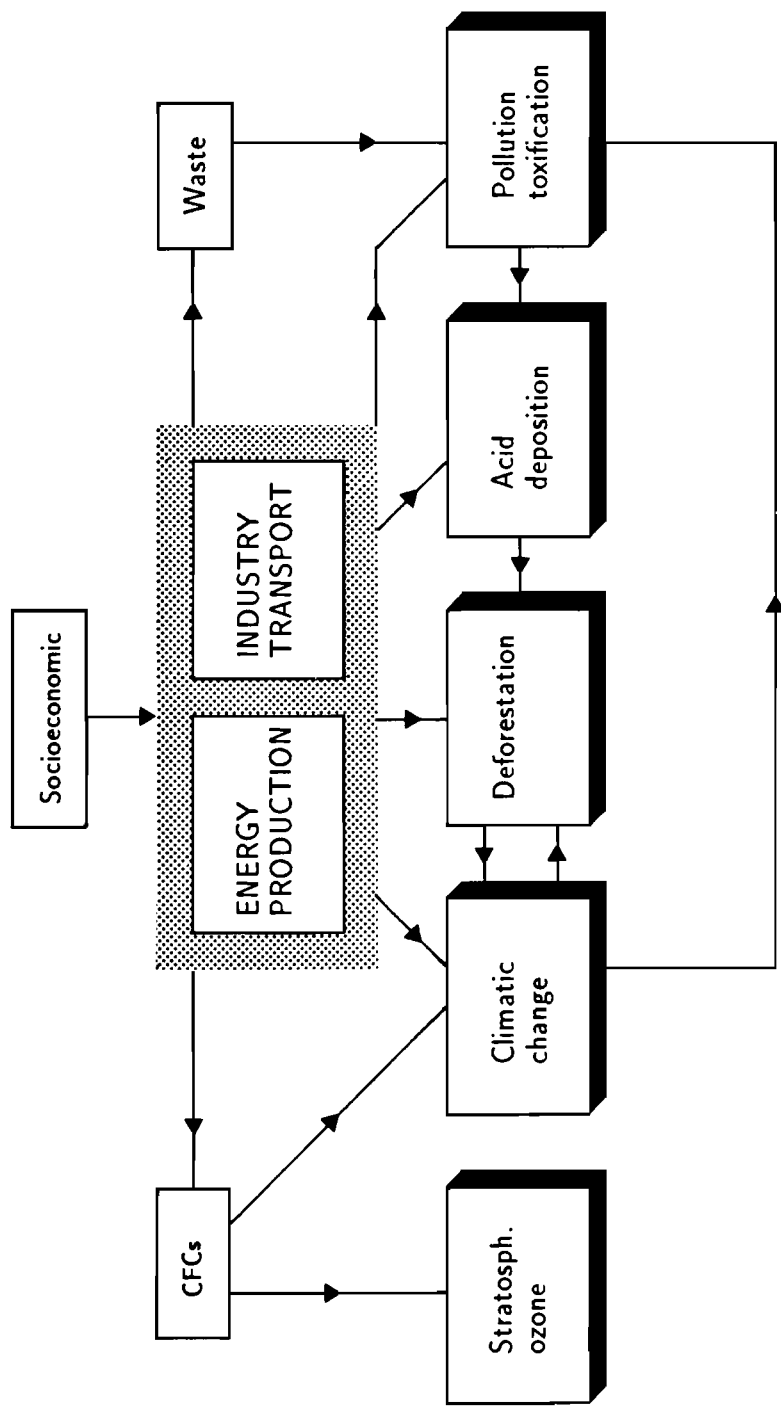 Socioeconomic
CFCs
ENERGY
PRODUCTION
INDUSTRY
TRANSPORT
Waste
Stratosph.
ozone
Climatic
change
Deforestation
Acid
deposition
Pollution
toxification